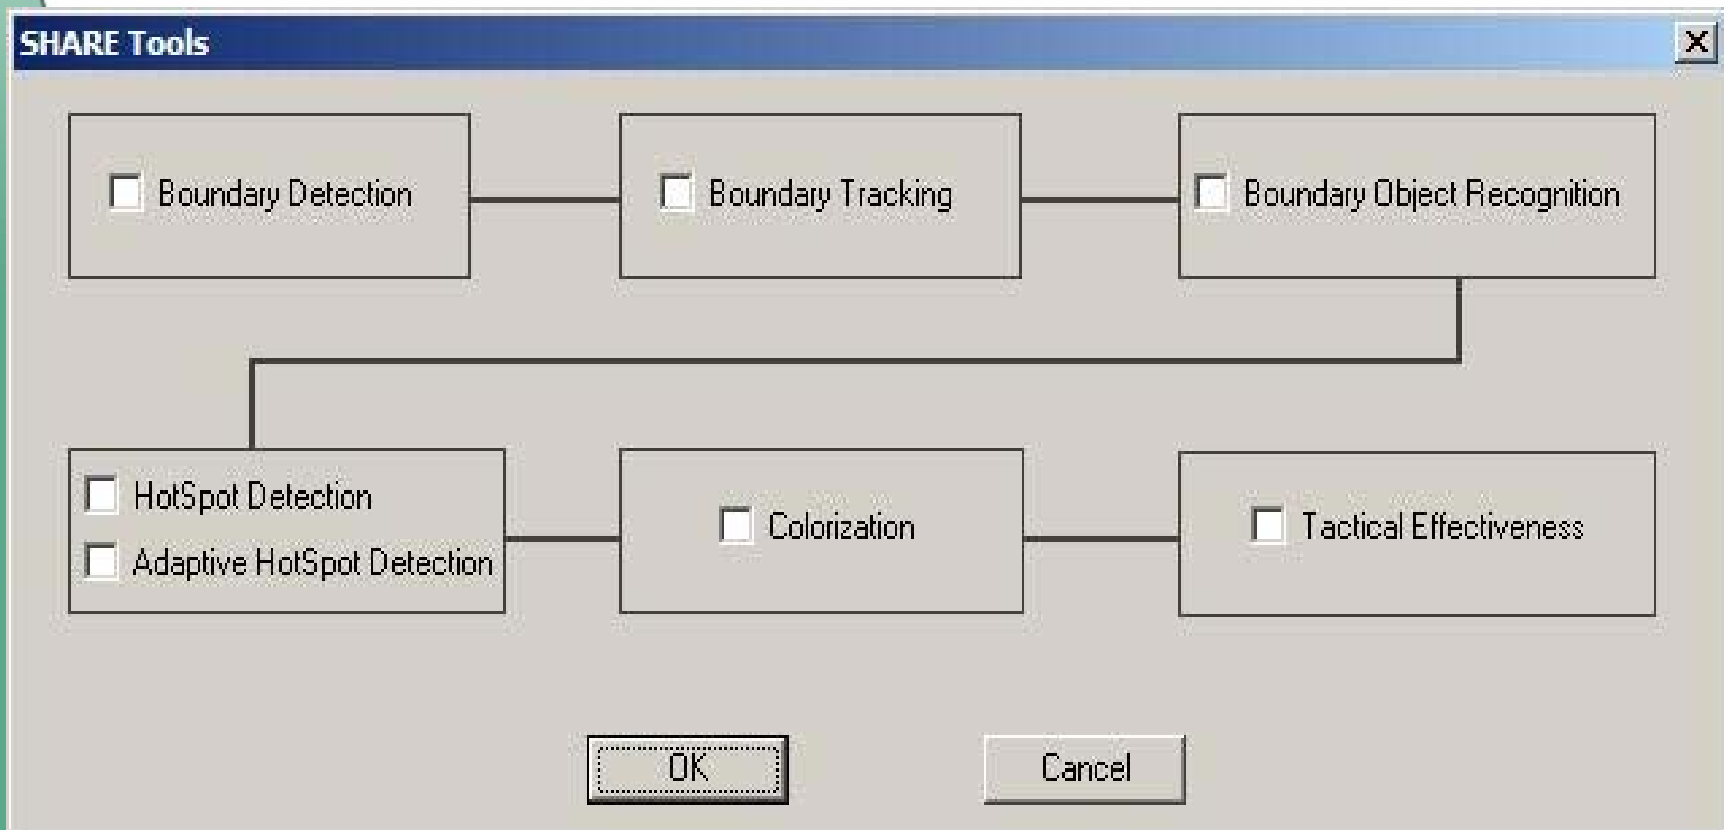 SHARE Tools
Boundary Detection
Boundary Tracking
Boundary Object Recognition
HotSpot Detection
Adaptive HotSpot Detection
Colorization
Tactical Effectiveness
OK
Cancel